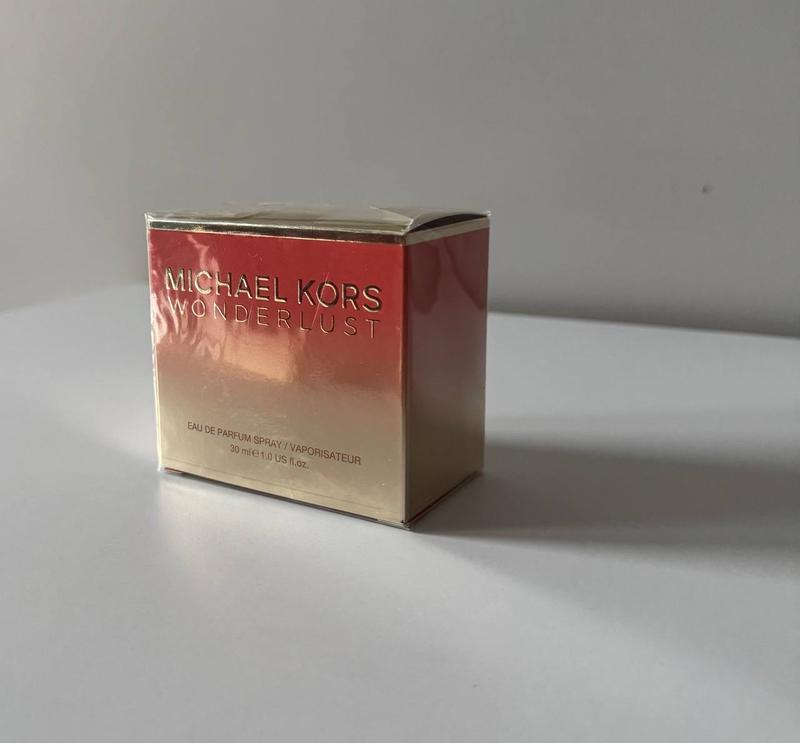 MICHAEL KORS
WONDERLUST
EAU DE PARFUM SPRAY / VAPORISATEUR
30 ml ℮ 1.0 US fl.oz.